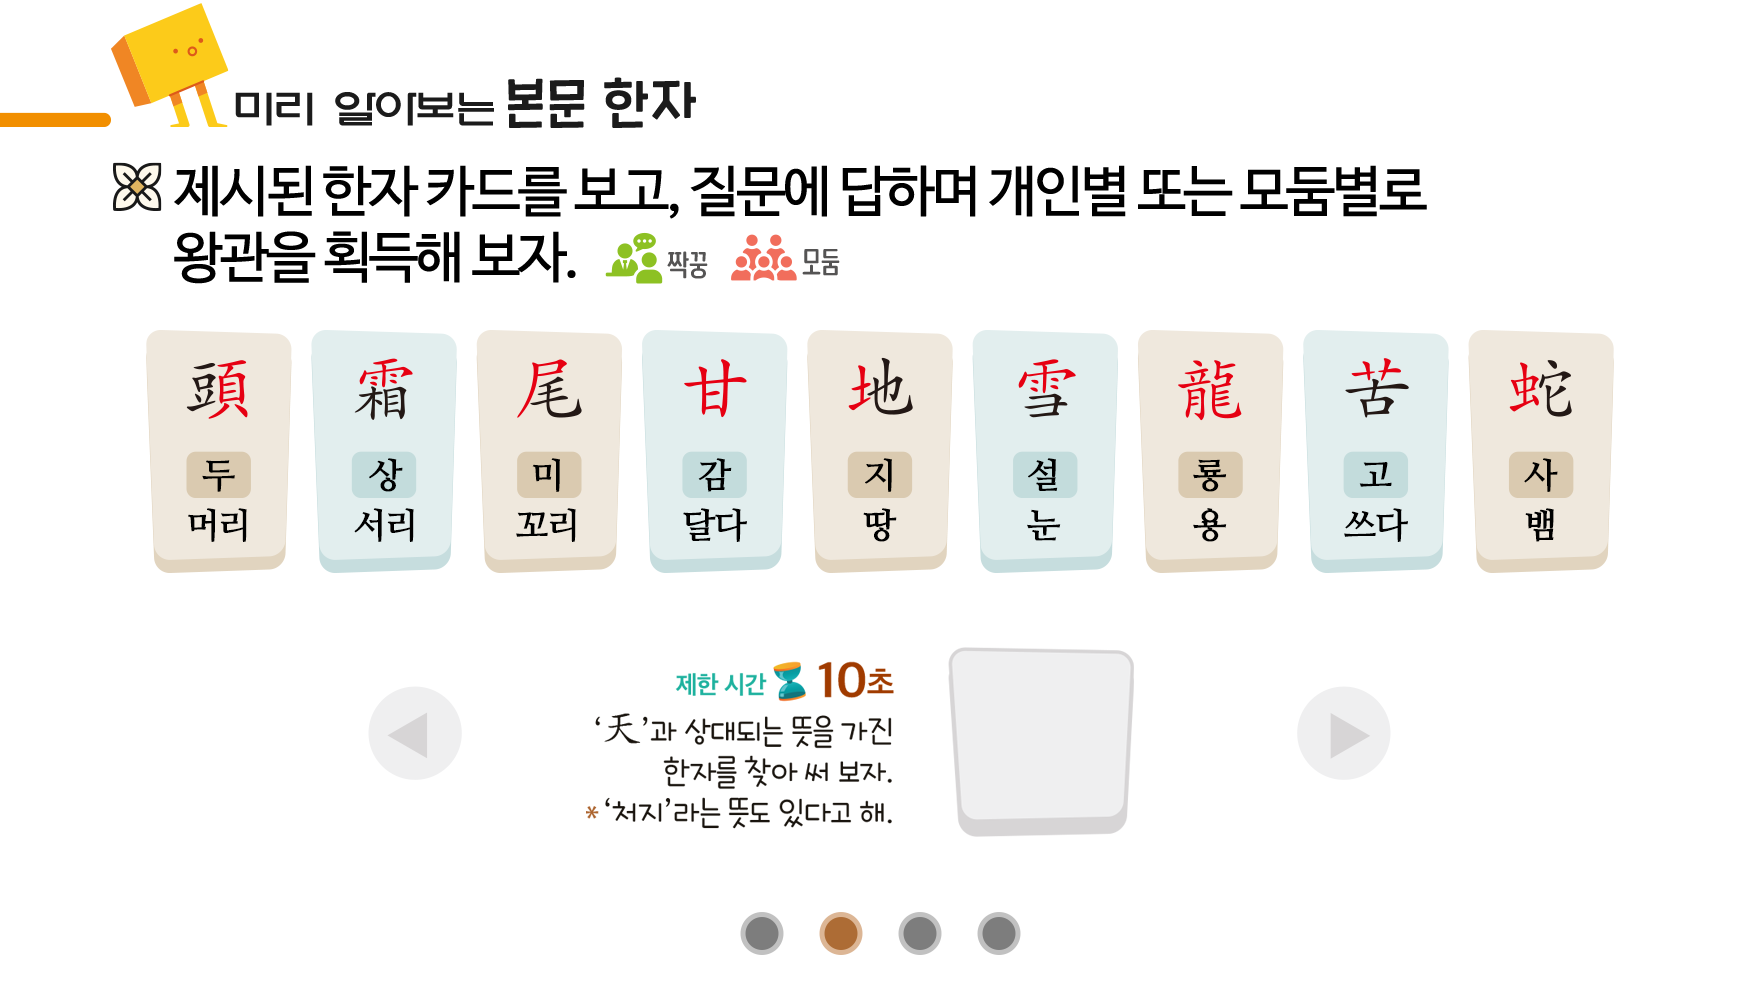 미리 알아보는 본문 한자
제시된 한자 카드를 보고, 질문에 답하며 개인별 또는 모둠별로
왕관을 획득해 보자. 짝꿍 모둠
頭 霜 尾 甘 地 雪 龍 苦 蛇
두 상 미 감 지 설 룡 고 사
머리 서리 꼬리 달다 땅 눈 용 쓰다 뱀
제한 시간 10초
‘天’과 상대되는 뜻을 가진
한자를 찾아 써 보자.
*‘처지’라는 뜻도 있다고 해.